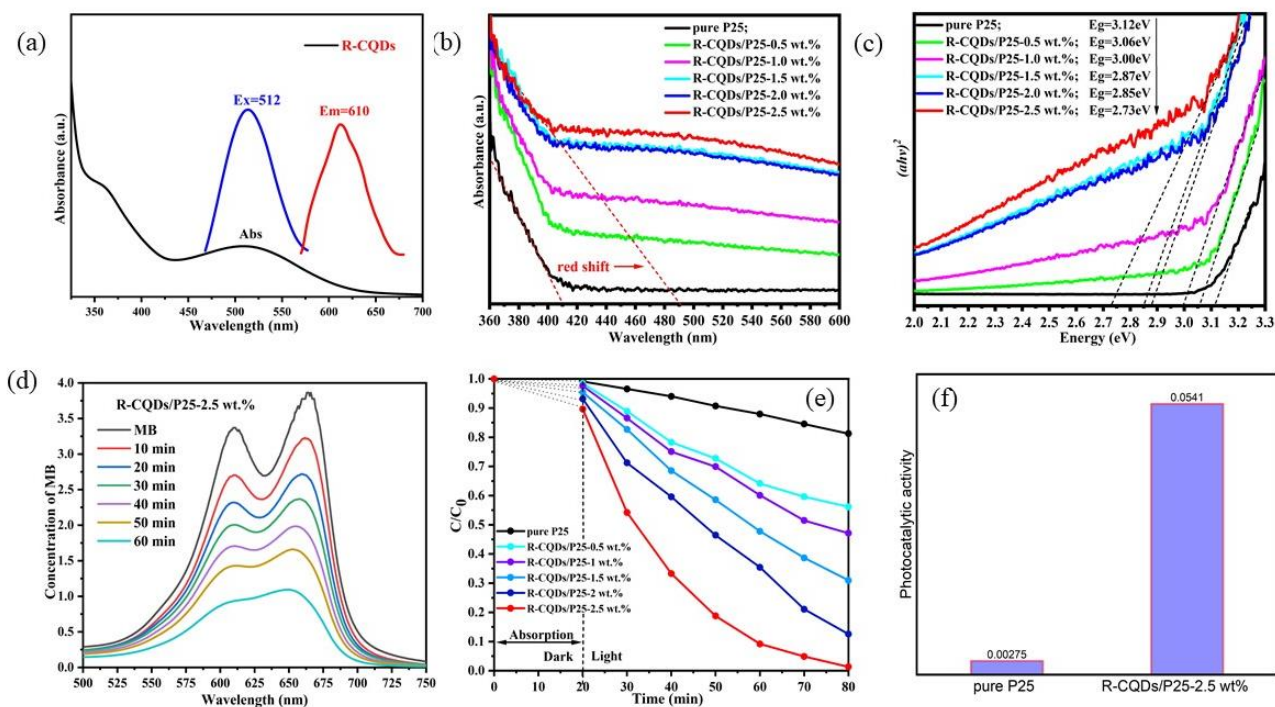 (a)
R-CQDs
Ex=512
Em=610
Abs
Absorbance (a.u.)
350 400 450 500 550 600 650 700
Wavelength (nm)
(b)
pure P25;
R-CQDs/P25-0.5 wt.%
R-CQDs/P25-1.0 wt.%
R-CQDs/P25-1.5 wt.%
R-CQDs/P25-2.0 wt.%
R-CQDs/P25-2.5 wt.%
red shift
Absorbance (a.u.)
360 380 400 420 440 460 480 500 520 540 560 580 600
Wavelength (nm)
(c)
pure P25; Eg=3.12eV
R-CQDs/P25-0.5 wt.%; Eg=3.06eV
R-CQDs/P25-1.0 wt.%; Eg=3.00eV
R-CQDs/P25-1.5 wt.%; Eg=2.87eV
R-CQDs/P25-2.0 wt.%; Eg=2.85eV
R-CQDs/P25-2.5 wt.%; Eg=2.73eV
(ahν)²
2.0 2.1 2.2 2.3 2.4 2.5 2.6 2.7 2.8 2.9 3.0 3.1 3.2 3.3
Energy (eV)
(d)
R-CQDs/P25-2.5 wt.%
MB
10 min
20 min
30 min
40 min
50 min
60 min
Concentration of MB
4.0
3.5
3.0
2.5
2.0
1.5
1.0
0.5
0.0
500 525 550 575 600 625 650 675 700 725 750
Wavelength (nm)
(e)
C/C0
1.0
0.9
0.8
0.7
0.6
0.5
0.4
0.3
0.2
0.1
0.0
pure P25
R-CQDs/P25-0.5 wt.%
R-CQDs/P25-1 wt.%
R-CQDs/P25-1.5 wt.%
R-CQDs/P25-2 wt.%
R-CQDs/P25-2.5 wt.%
Absorption
Dark Light
0 10 20 30 40 50 60 70 80
Time (min)
(f)
Photocatalytic activity
0.0541
0.00275
pure P25 R-CQDs/P25-2.5 wt%